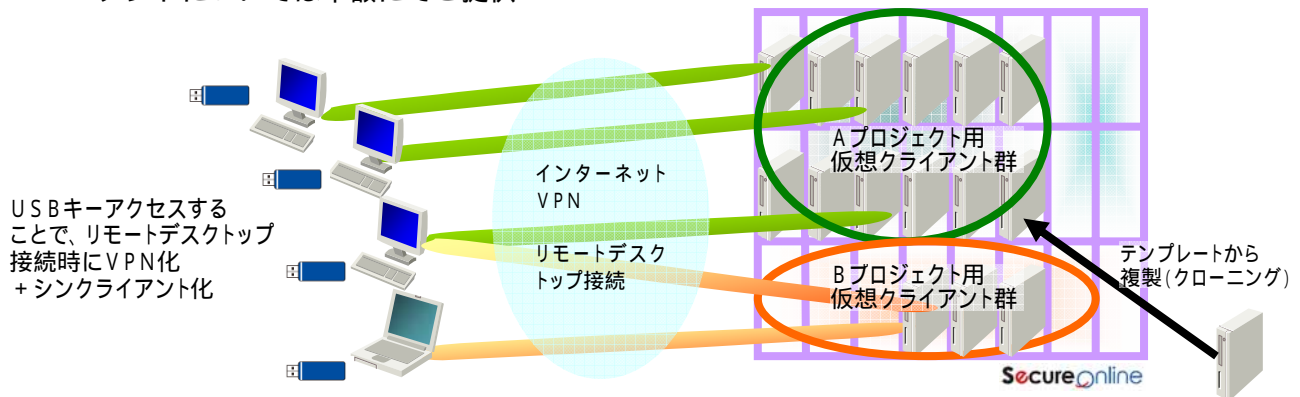 USBキーアクセスする
ことで、リモートデスクトップ
接続時にVPN化
+シンクライアント化
インターネット
VPN
リモートデスク
トップ接続
Aプロジェクト用
仮想クライアント群
Bプロジェクト用
仮想クライアント群
テンプレートから
複製(クローニング)
Secureonline